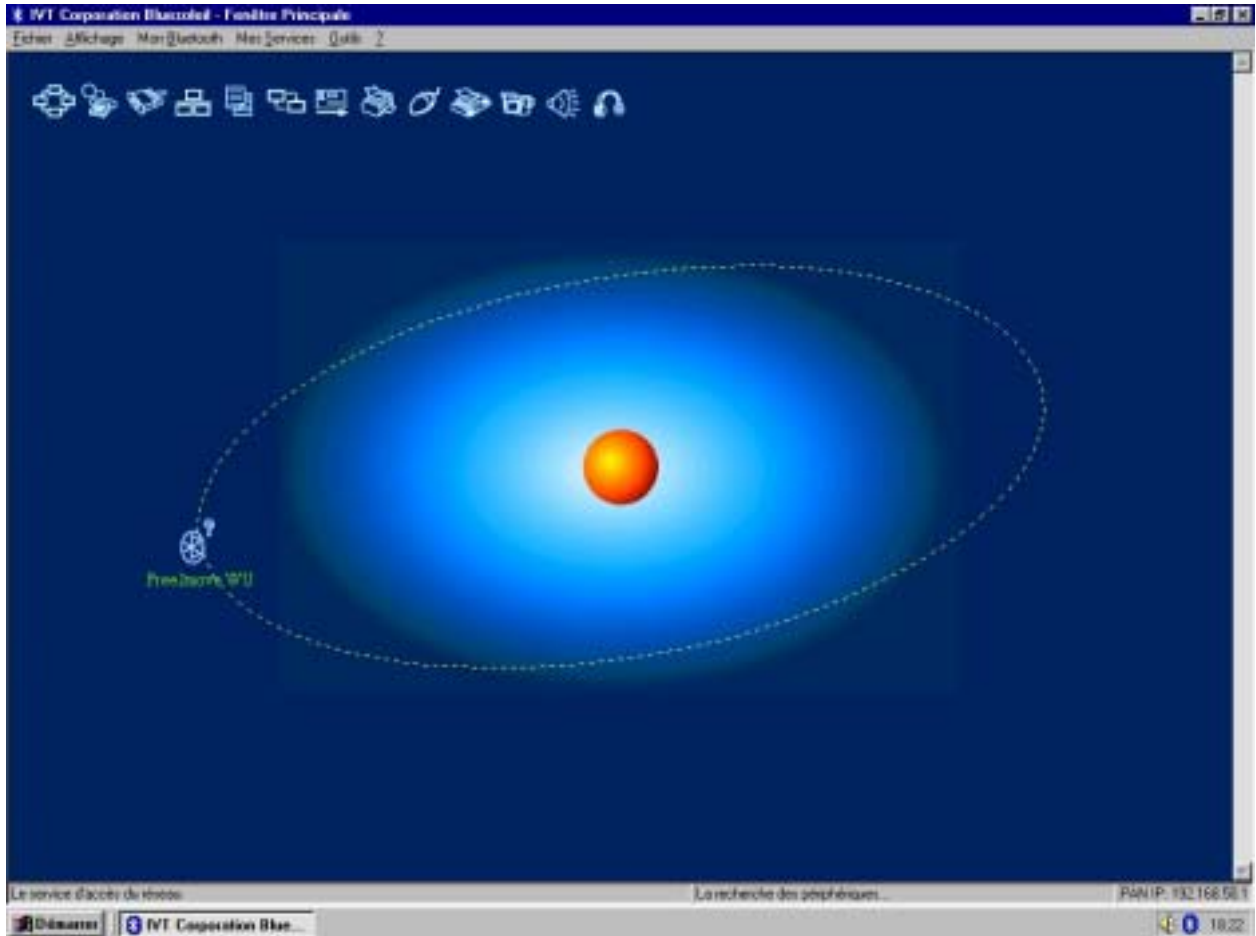 IVT Corporation Bluesoleil - Fenêtre Principale
Fichier Affichage Mon Bluetooth Mes Services Outils ?
Le service d'accès du réseau
La recherche des périphériques...
PAN IP: 192.168.50.1
Démarrer
IVT Corporation Blue...
18:22